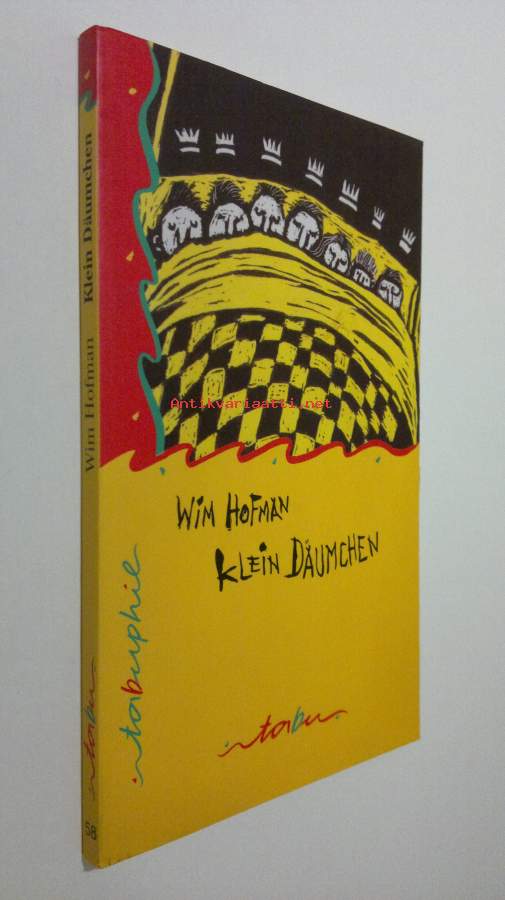 Wim Hofman Klein Däumchen
tabu
58
Antikvariaatti.net
WIM HOFMAN
KLEIN DÄUMCHEN
tabuphil
tabu